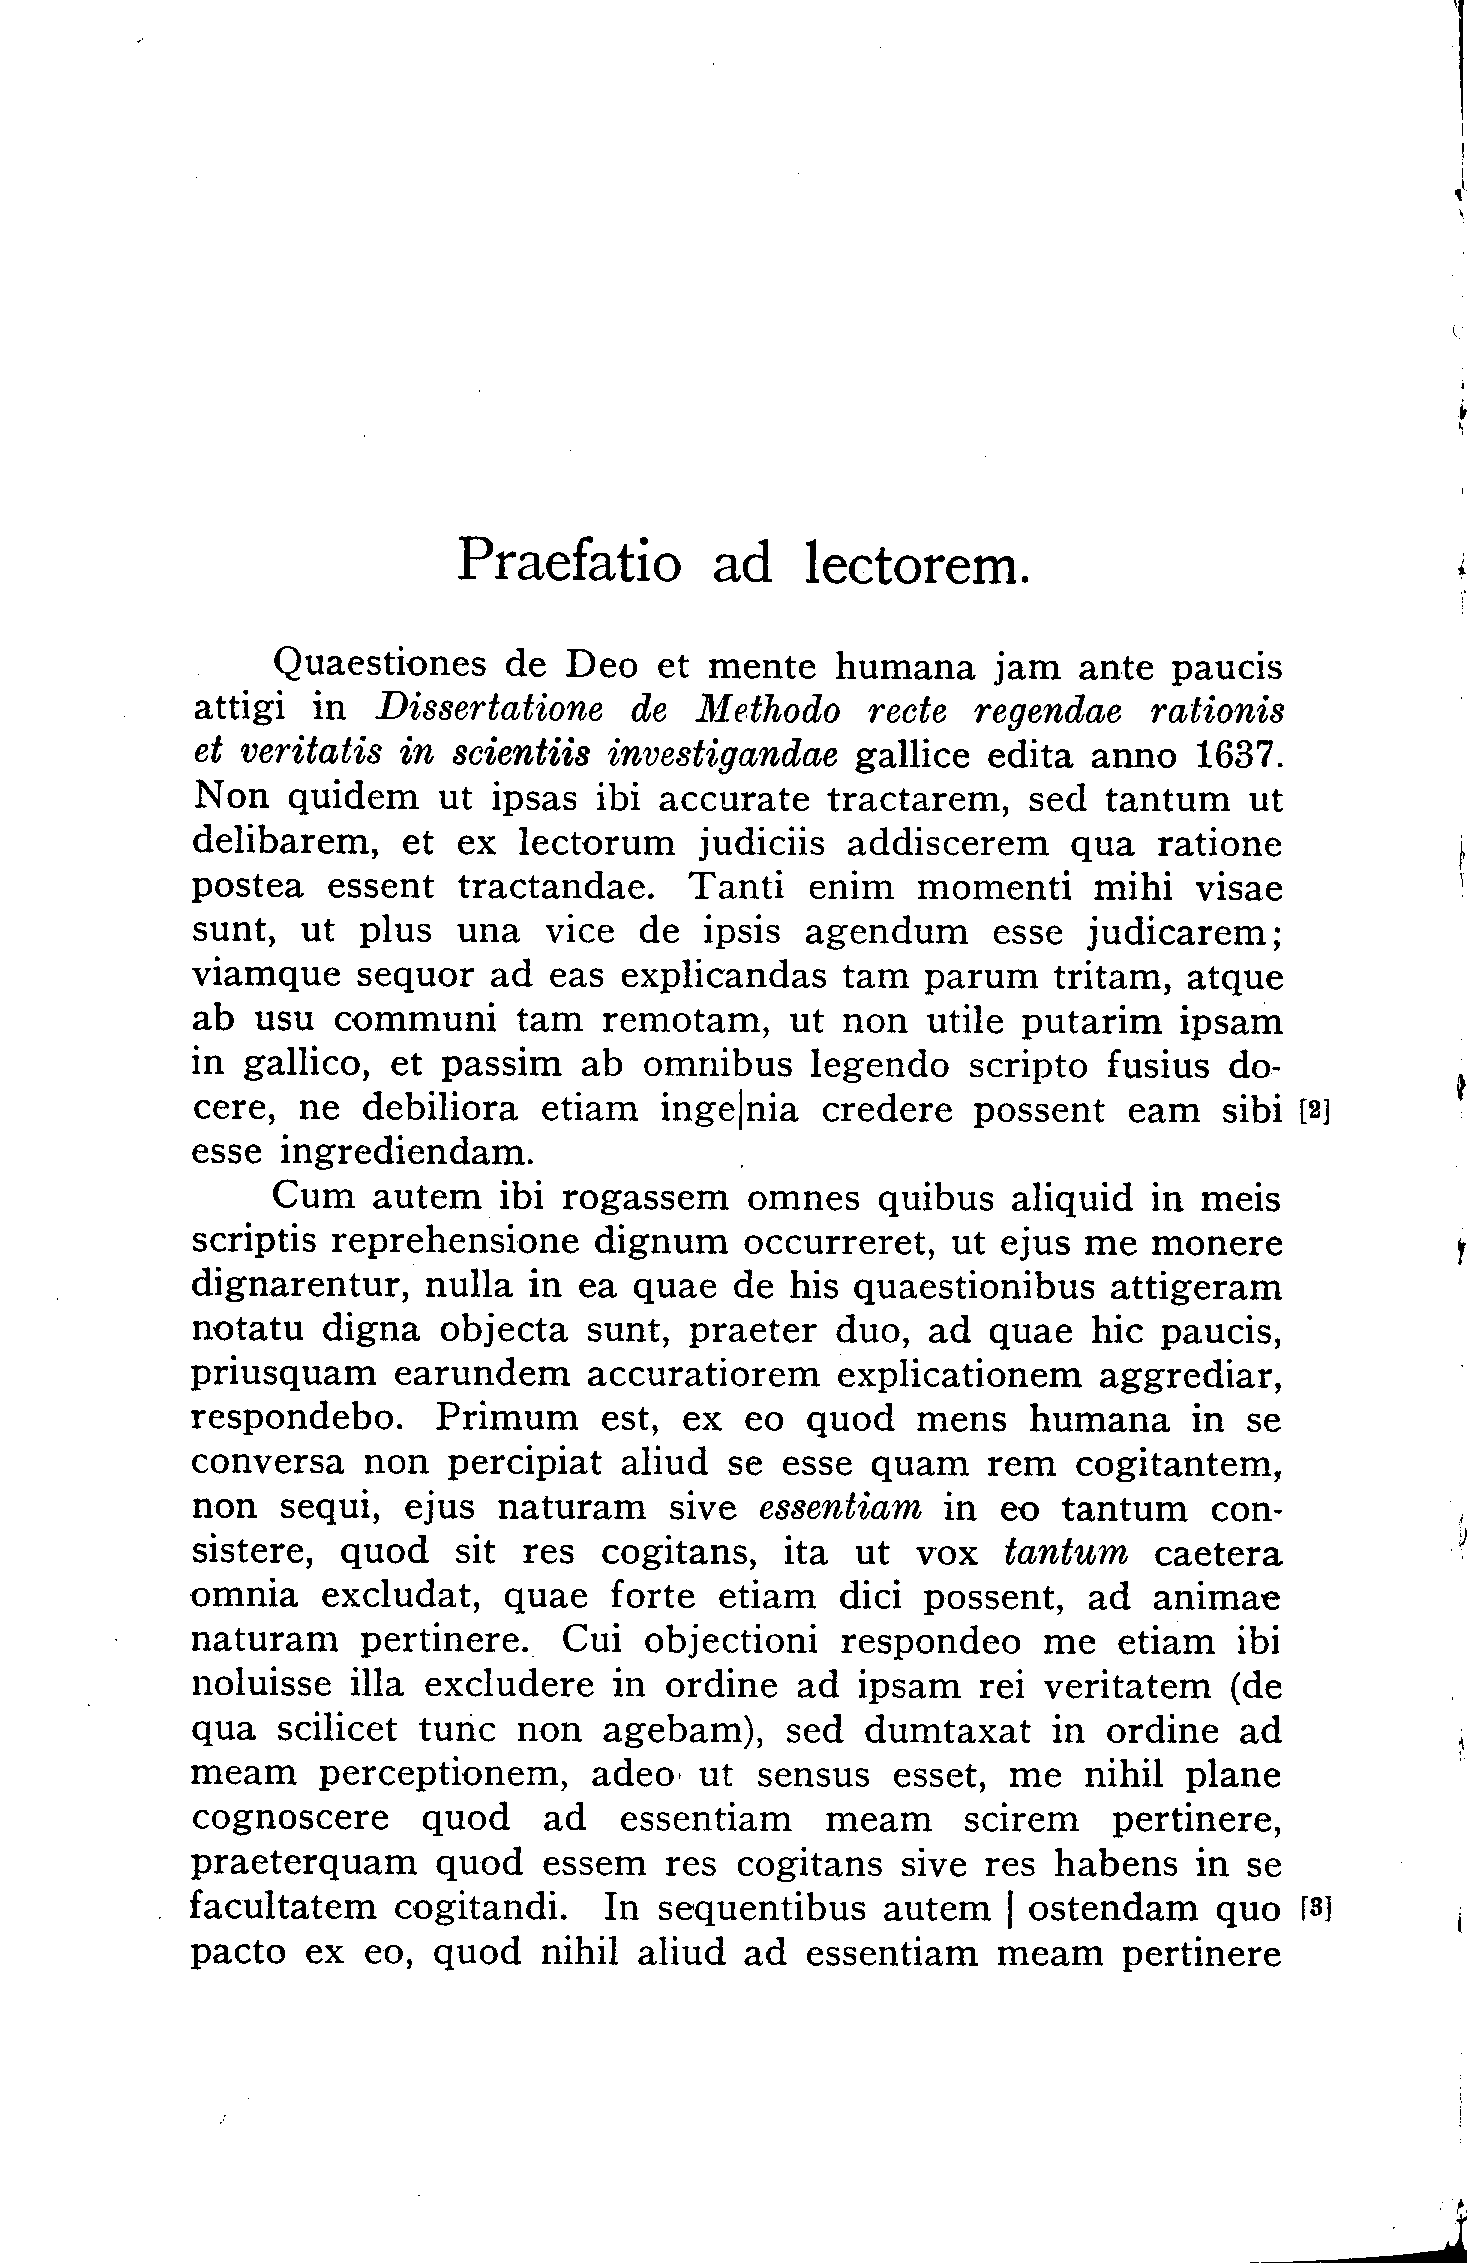 Praefatio ad lectorem.
Quaestiones de Deo et mente humana jam ante paucis
attigi in Dissertatione de Methodo recte regendae rationis
et veritatis in scientiis investigandae gallice edita anno 1637.
Non quidem ut ipsas ibi accurate tractarem, sed tantum ut
delibarem, et ex lectorum judiciis addiscerem qua ratione
postea essent tractandae. Tanti enim momenti mihi visae
sunt, ut plus una vice de ipsis agendum esse judicarem;
viamque sequor ad eas explicandas tam parum tritam, atque
ab usu communi tam remotam, ut non utile putarim ipsam
in gallico, et passim ab omnibus legendo scripto fusius do-
cere, ne debiliora etiam inge|nia credere possent eam sibi [2]
esse ingrediendam.
Cum autem ibi rogassem omnes quibus aliquid in meis
scriptis reprehensione dignum occurreret, ut ejus me monere
dignarentur, nulla in ea quae de his quaestionibus attigeram
notatu digna objecta sunt, praeter duo, ad quae hic paucis,
priusquam earundem accuratiorem explicationem aggrediar,
respondebo. Primum est, ex eo quod mens humana in se
conversa non percipiat aliud se esse quam rem cogitantem,
non sequi, ejus naturam sive essentiam in eo tantum con-
sistere, quod sit res cogitans, ita ut vox tantum caetera
omnia excludat, quae forte etiam dici possent, ad animae
naturam pertinere. Cui objectioni respondeo me etiam ibi
noluisse illa excludere in ordine ad ipsam rei veritatem (de
qua scilicet tunc non agebam), sed dumtaxat in ordine ad
meam perceptionem, adeo ut sensus esset, me nihil plane
cognoscere quod ad essentiam meam scirem pertinere,
praeterquam quod essem res cogitans sive res habens in se
facultatem cogitandi. In sequentibus autem | ostendam quo [3]
pacto ex eo, quod nihil aliud ad essentiam meam pertinere